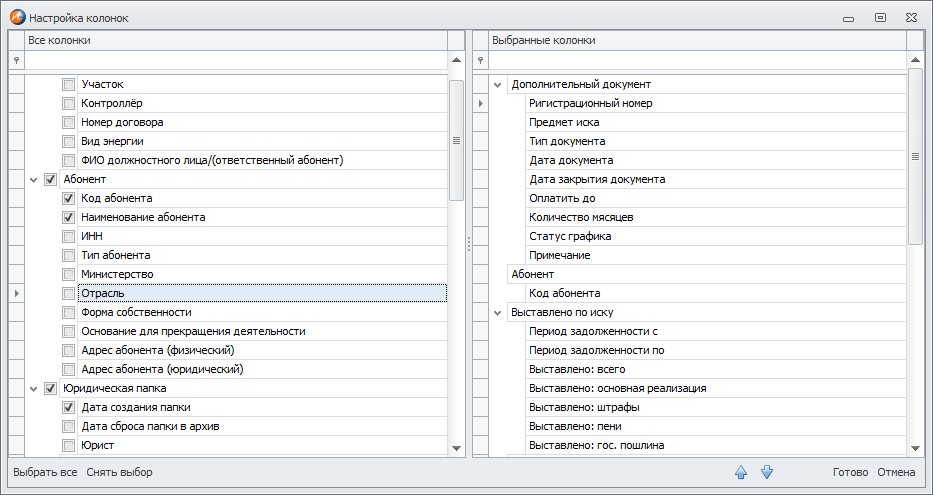 Настройка колонок
Все колонки
Участок
Контроллёр
Номер договора
Вид энергии
ФИО должностного лица/(ответственный абонент)
Абонент
Код абонента
Наименование абонента
ИНН
Тип абонента
Министерство
Отрасль
Форма собственности
Основание для прекращения деятельности
Адрес абонента (физический)
Адрес абонента (юридический)
Юридическая папка
Дата создания папки
Дата сброса папки в архив
Юрист
Выбранные колонки
Дополнительный документ
Ригистрационный номер
Предмет иска
Тип документа
Дата документа
Дата закрытия документа
Оплатить до
Количество мясяцев
Статус графика
Примечание
Абонент
Код абонента
Выставлено по иску
Период задолженности с
Период задолженности по
Выставлено: всего
Выставлено: основная реализация
Выставлено: штрафы
Выставлено: пени
Выставлено: гос. пошлина
Выбрать все Снять выбор
Готово Отмена